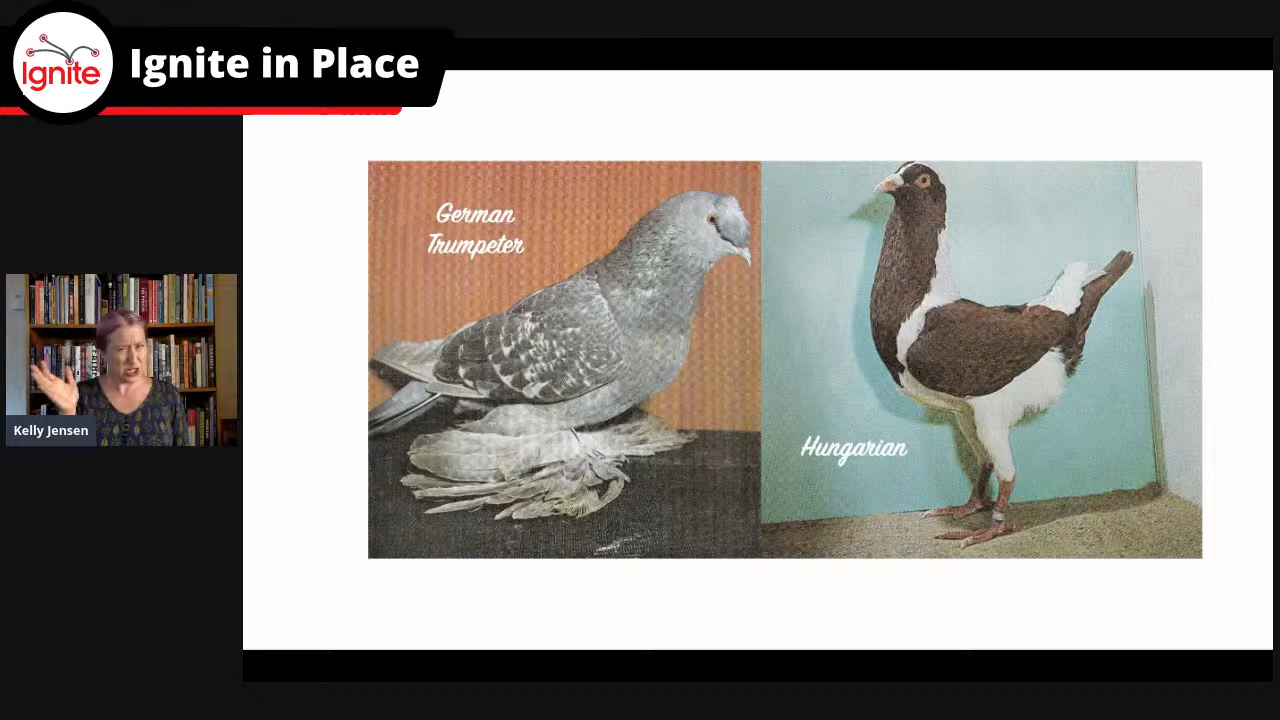 Ignite
Ignite in Place
German
Trumpeter
Hungarian
Kelly Jensen